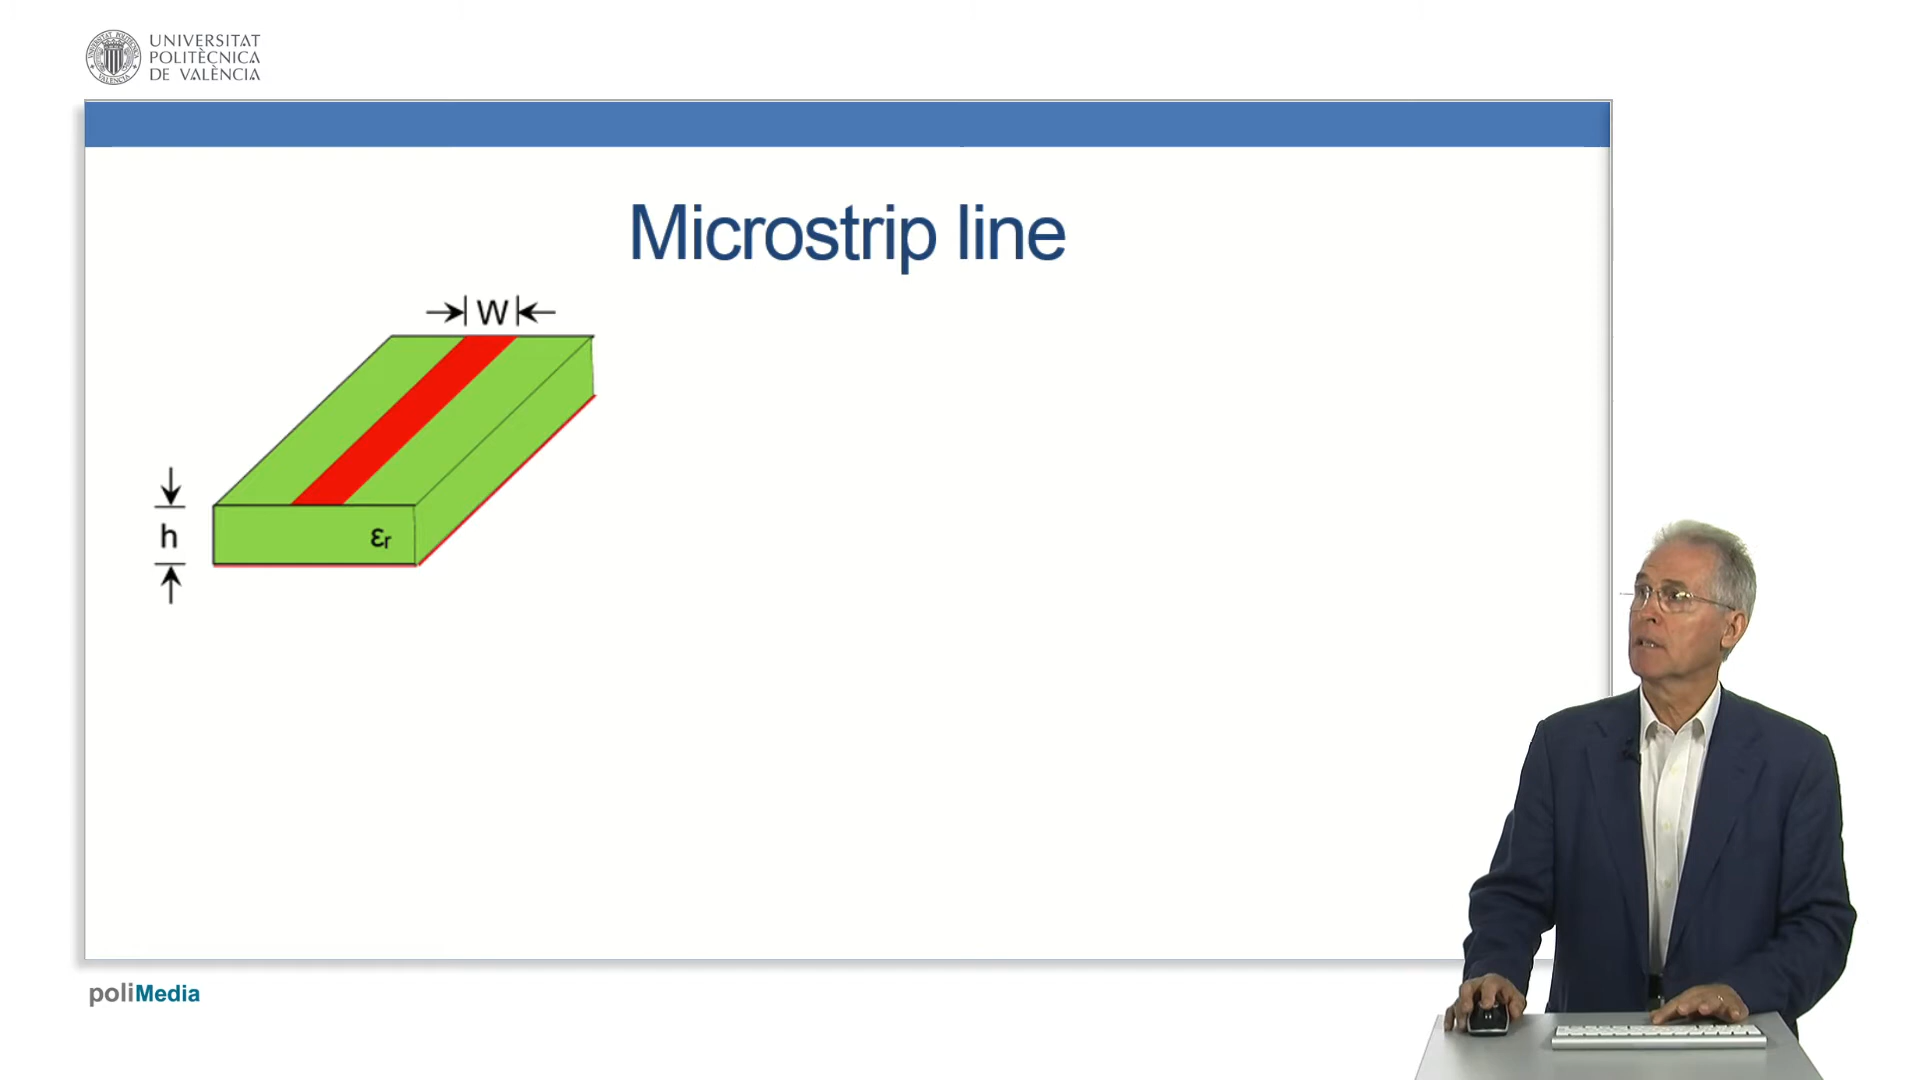 UNIVERSITAT
POLITÈCNICA
DE VALÈNCIA
Microstrip line
W
h
εr
poliMedia